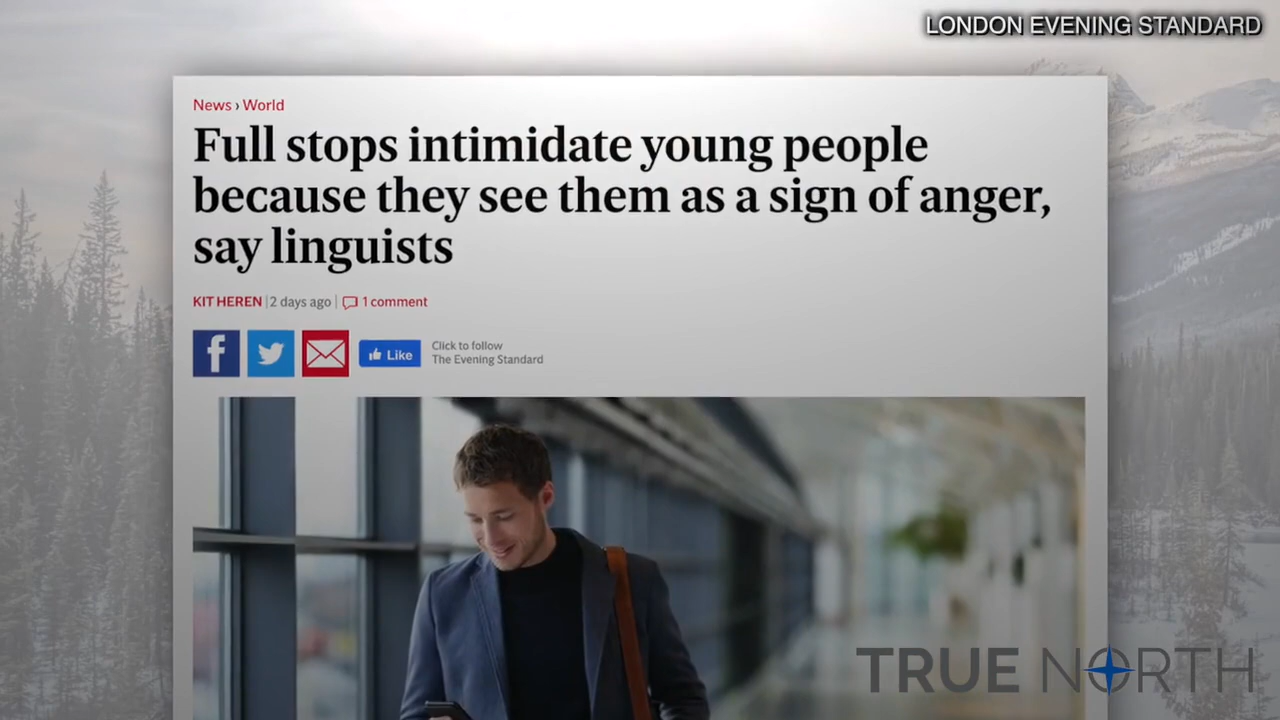 LONDON EVENING STANDARD
News › World
Full stops intimidate young people
because they see them as a sign of anger,
say linguists
KIT HEREN | 2 days ago | 1 comment
f
Like
Click to follow
The Evening Standard
TRUE NORTH